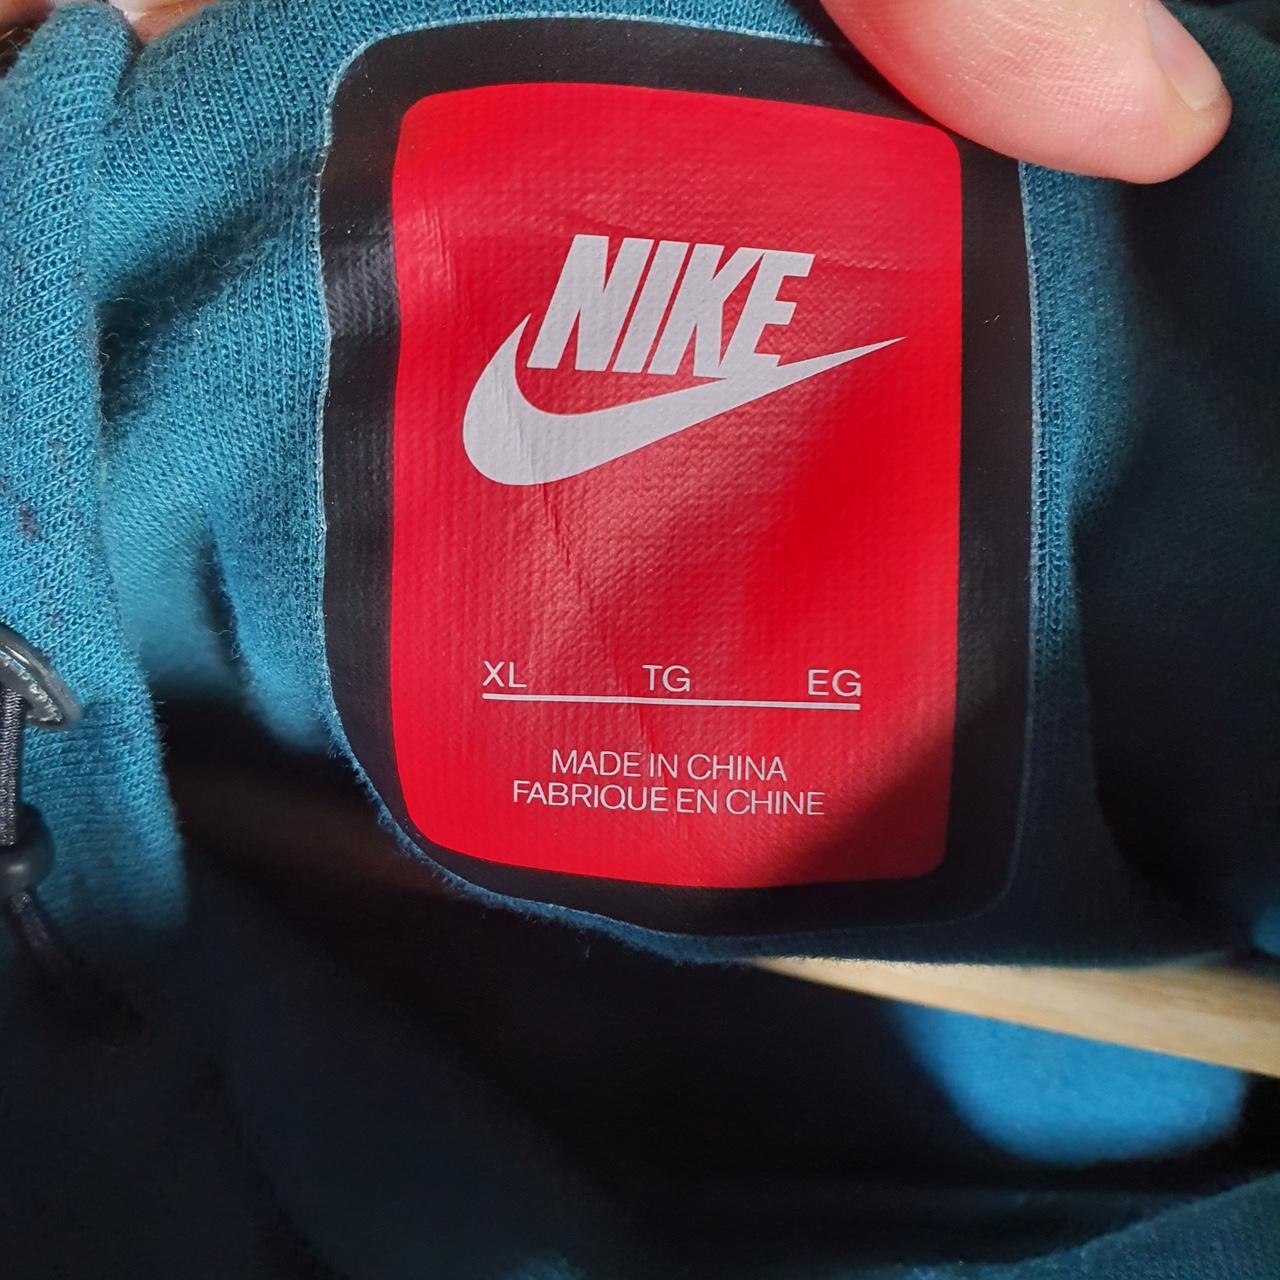 NIKE
XL TG EG
MADE IN CHINA
FABRIQUE EN CHINE